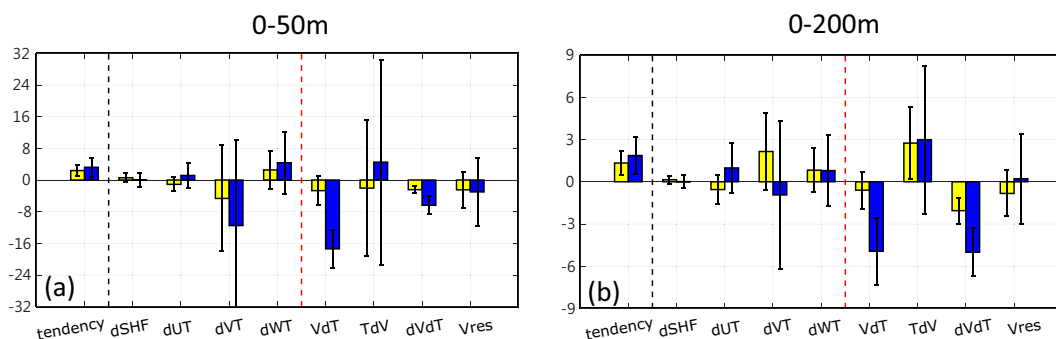 0-50m
32
24
16
8
0
-8
-16
-24
-32
(a)
tendency dSHF dUT dVT dWT VdT TdV dVdT Vres
0-200m
9
6
3
0
-3
-6
-9
(b)
tendency dSHF dUT dVT dWT VdT TdV dVdT Vres